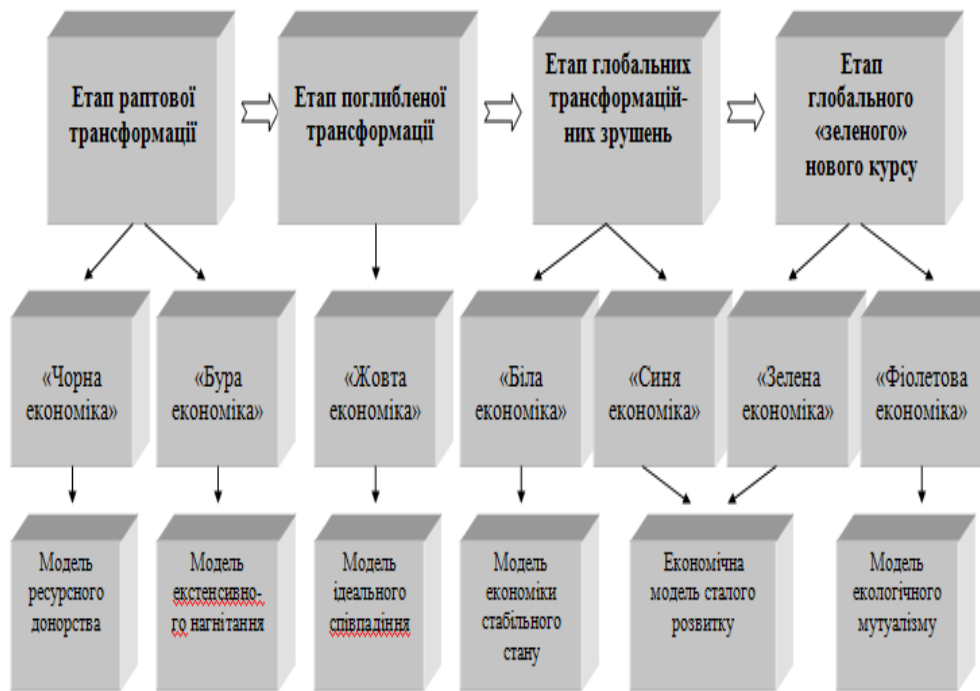 Етап раптової
трансформації
Етап поглибленої
трансформації
Етап глобальних
трансформацій-
них зрушень
Етап
глобального
«зеленого»
нового курсу
«Чорна
економіка»
«Бура
економіка»
«Жовта
економіка»
«Біла
економіка»
«Синя
економіка»
«Зелена
економіка»
«Фіолетова
економіка»
Модель
ресурсного
донорства
Модель
екстенсивно-
го нагнітання
Модель
ідеального
співпадіння
Модель
економіки
стабільного
стану
Економічна
модель сталого
розвитку
Модель
екологічного
мутуалізму